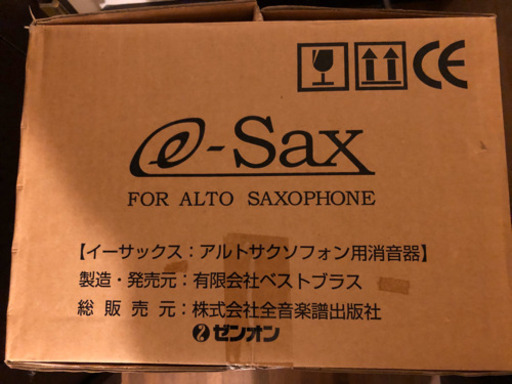 CE
e-Sax
FOR ALTO SAXOPHONE
【イーサックス：アルトサクソフォン用消音器】
製造・発売元：有限会社ベストブラス
総販売元：株式会社全音楽譜出版社
ゼンオン